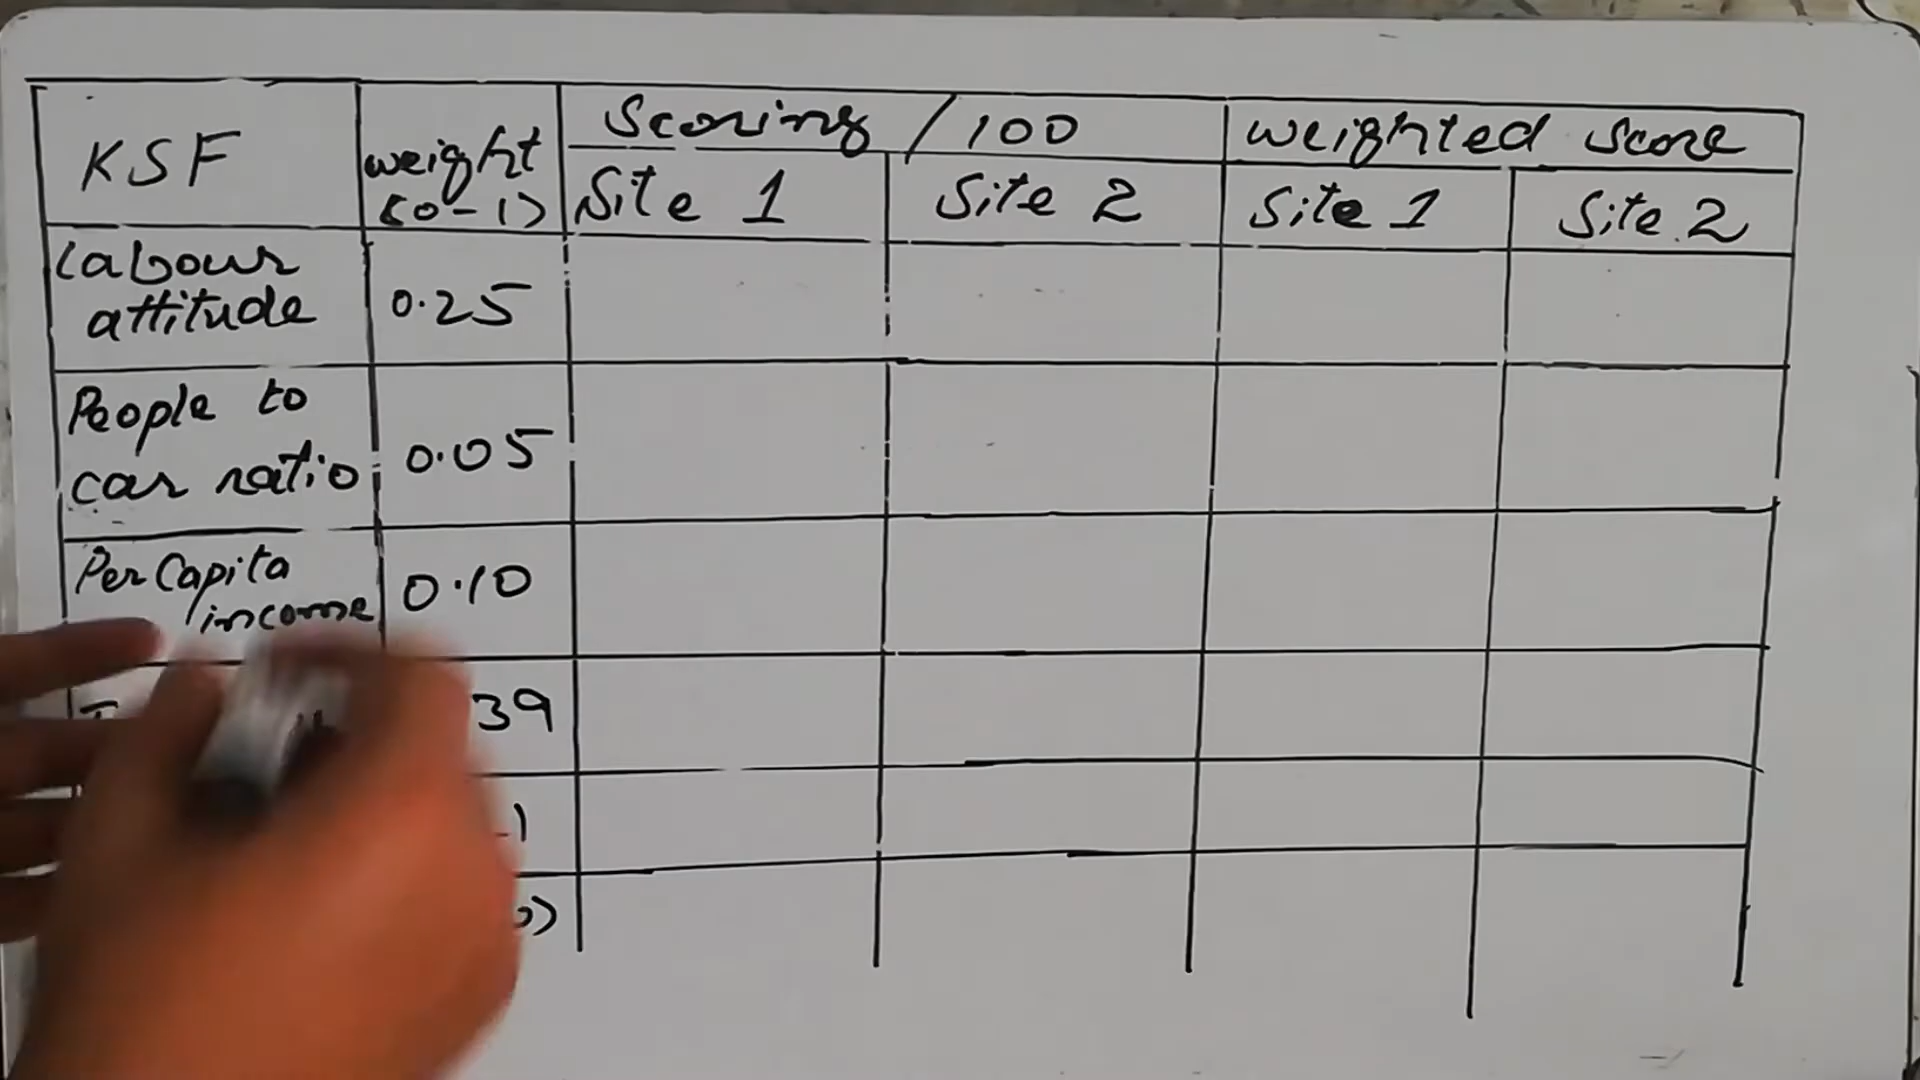 KSF
weight
(0-1)
Scoring / 100
weighted score
Site 1
Site 2
Site 1
Site 2
Labour
attitude
0.25
People to
car ratio
0.05
Per Capita
income
0.10
39